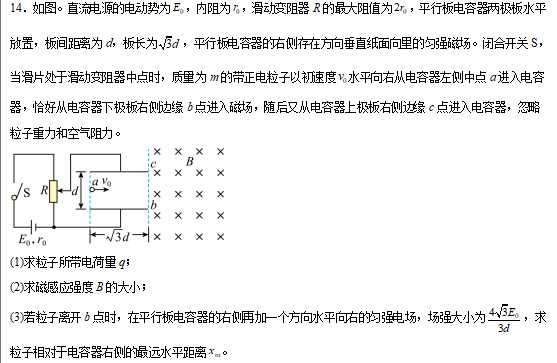 14. 如图。直流电源的电动势为E₀，内阻为r₀，滑动变阻器 R的最大阻值为2r₀，平行板电容器两极板水平
放置，板间距离为 d，板长为√3d，平行板电容器的右侧存在方向垂直纸面向里的匀强磁场。闭合开关 S，
当滑片处于滑动变阻器中点时，质量为 m的带正电粒子以初速度 v₀水平向右从电容器左侧中点 a进入电容
器，恰好从电容器下极板右侧边缘 b点进入磁场，随后又从电容器上极板右侧边缘 c点进入电容器，忽略
粒子重力和空气阻力。
× × × ×
c B
× × × ×
a v₀
S R d × × × ×
b
× × × ×
E₀, r₀ √3d × × × ×
(1)求粒子所带电荷量 q；
(2)求磁感应强度 B的大小；
(3)若粒子离开 b点时，在平行板电容器的右侧再加一个方向水平向右的匀强电场，场强大小为4√3E₀/3d，求
粒子相对于电容器右侧的最远水平距离 xₘ。